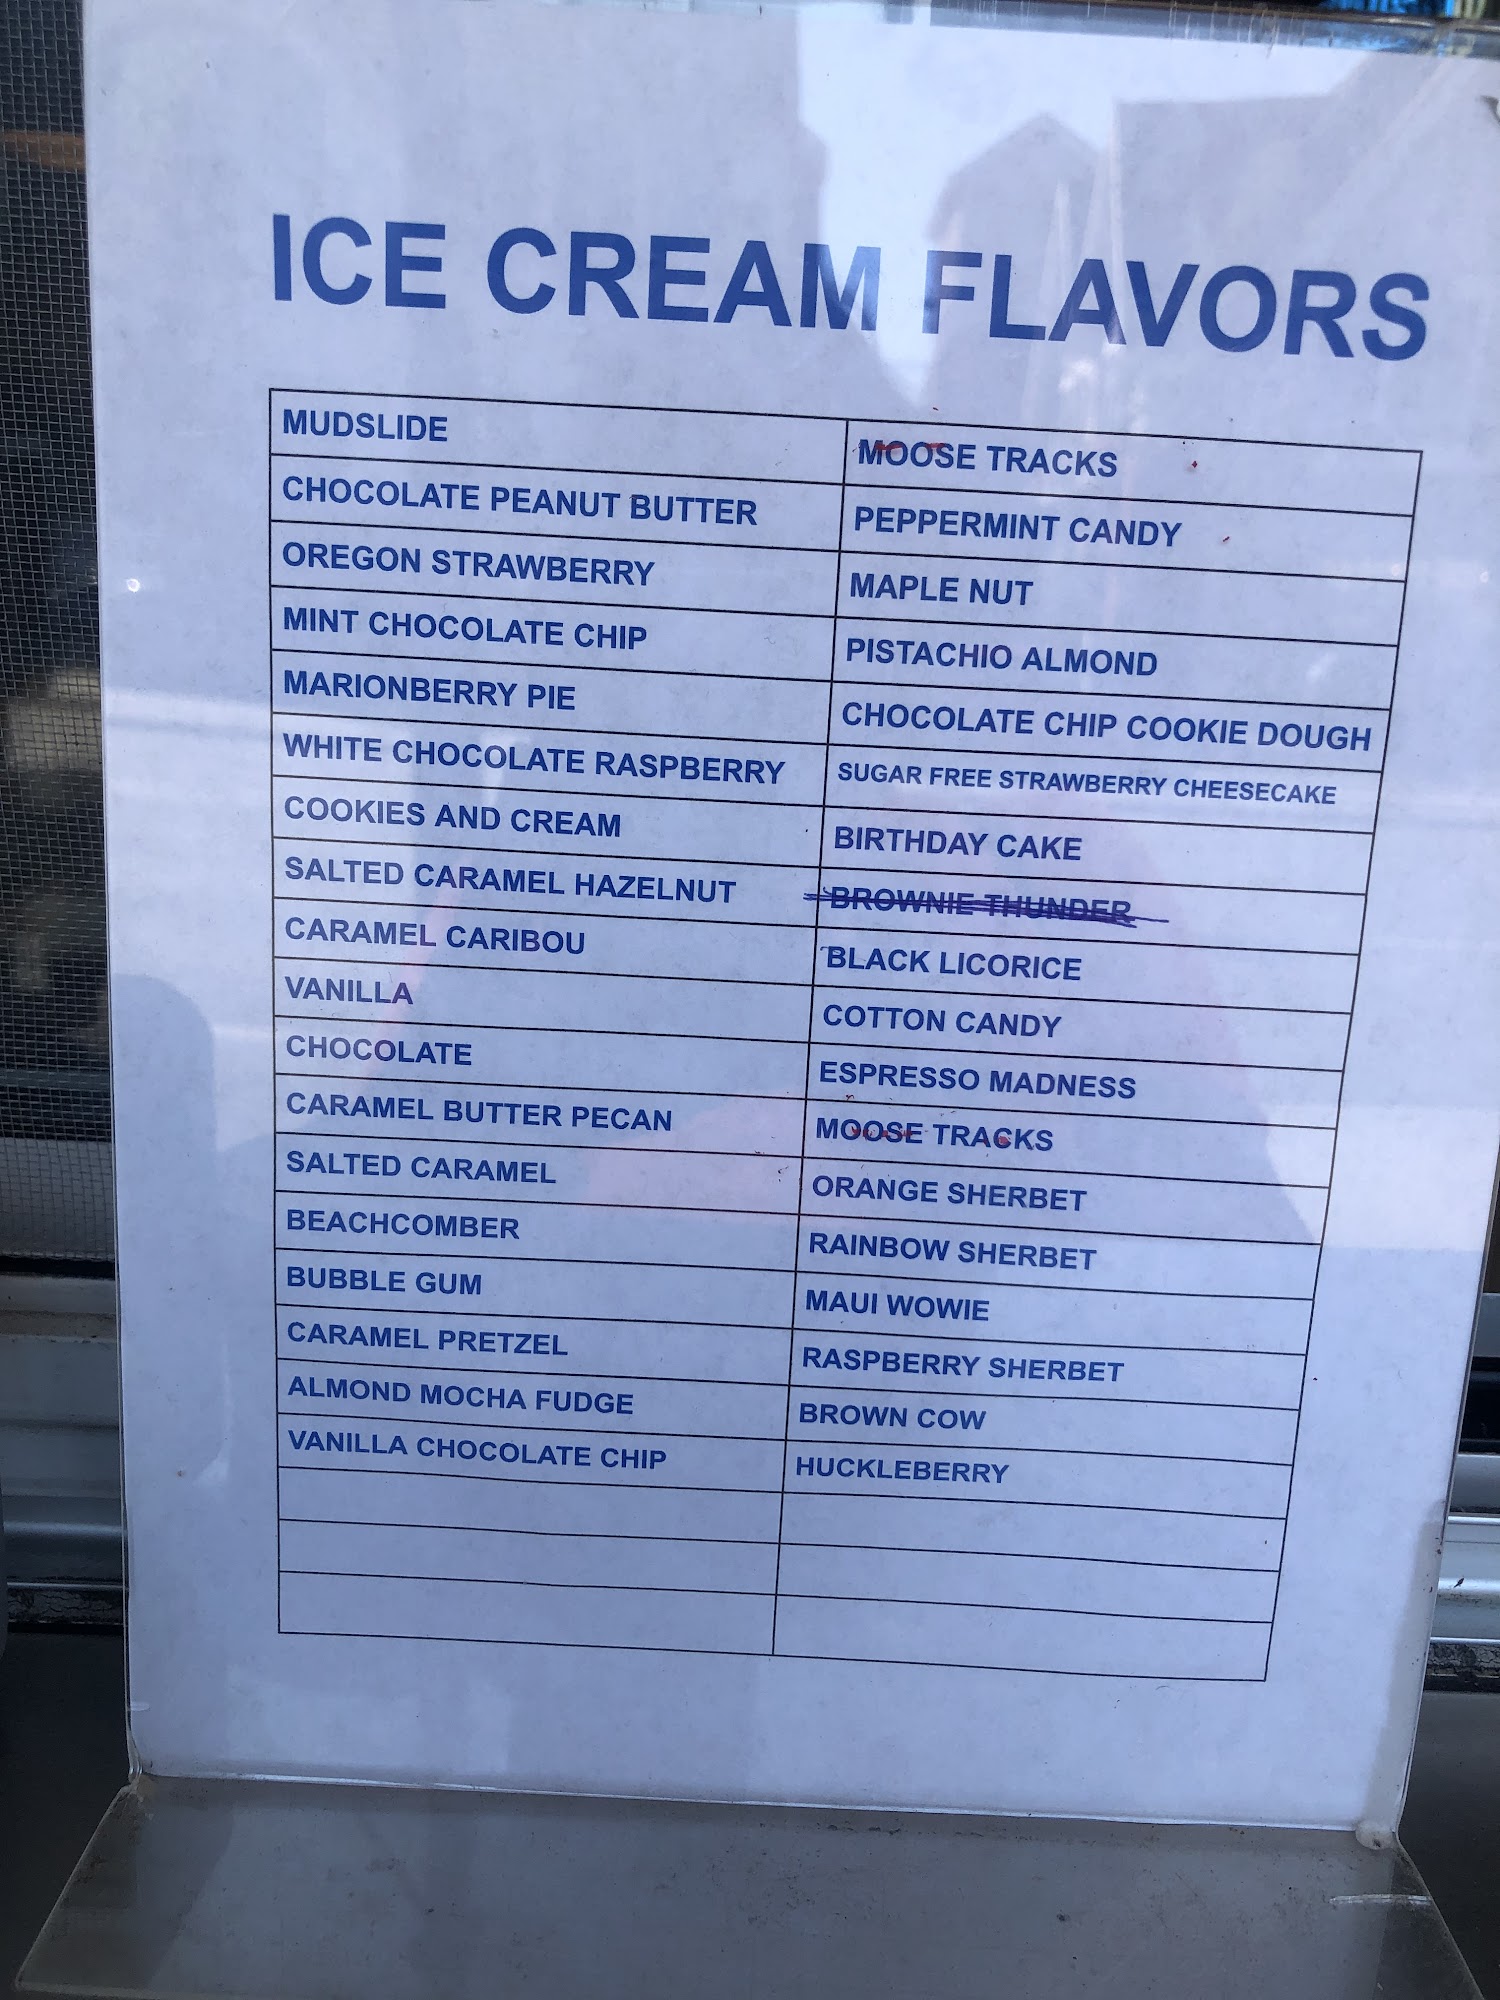 ICE CREAM FLAVORS
MUDSLIDE
CHOCOLATE PEANUT BUTTER
OREGON STRAWBERRY
MINT CHOCOLATE CHIP
MARIONBERRY PIE
WHITE CHOCOLATE RASPBERRY
COOKIES AND CREAM
SALTED CARAMEL HAZELNUT
CARAMEL CARIBOU
VANILLA
CHOCOLATE
CARAMEL BUTTER PECAN
SALTED CARAMEL
BEACHCOMBER
BUBBLE GUM
CARAMEL PRETZEL
ALMOND MOCHA FUDGE
VANILLA CHOCOLATE CHIP
MOOSE TRACKS
PEPPERMINT CANDY
MAPLE NUT
PISTACHIO ALMOND
CHOCOLATE CHIP COOKIE DOUGH
SUGAR FREE STRAWBERRY CHEESECAKE
BIRTHDAY CAKE
BROWNIE THUNDER
BLACK LICORICE
COTTON CANDY
ESPRESSO MADNESS
MOOSE TRACKS
ORANGE SHERBET
RAINBOW SHERBET
MAUI WOWIE
RASPBERRY SHERBET
BROWN COW
HUCKLEBERRY